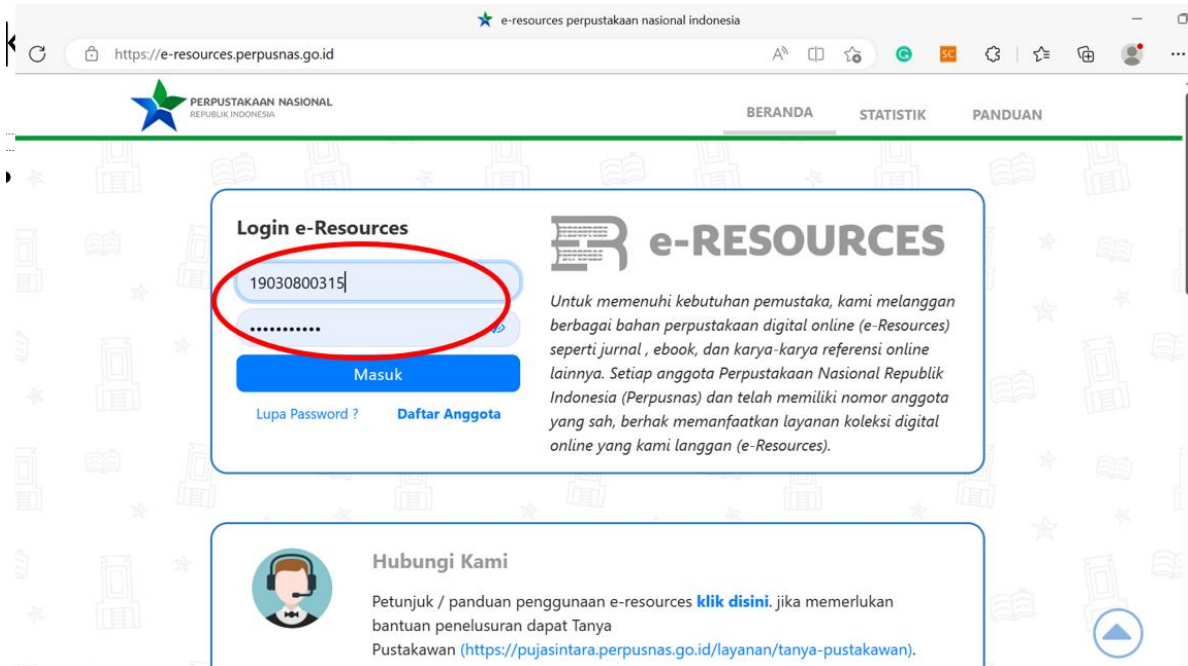 e-resources perpustakaan nasional indonesia
https://e-resources.perpusnas.go.id
PERPUSTAKAAN NASIONAL
REPUBLIK INDONESIA
BERANDA STATISTIK PANDUAN
Login e-Resources
19030800315
•••••••••••
Masuk
Lupa Password ? Daftar Anggota
e-RESOURCES
Untuk memenuhi kebutuhan pemustaka, kami melanggan
berbagai bahan perpustakaan digital online (e-Resources)
seperti jurnal , ebook, dan karya-karya referensi online
lainnya. Setiap anggota Perpustakaan Nasional Republik
Indonesia (Perpusnas) dan telah memiliki nomor anggota
yang sah, berhak memanfaatkan layanan koleksi digital
online yang kami langgan (e-Resources).
Hubungi Kami
Petunjuk / panduan penggunaan e-resources klik disini. jika memerlukan
bantuan penelusuran dapat Tanya
Pustakawan (https://pujasintara.perpusnas.go.id/layanan/tanya-pustakawan).